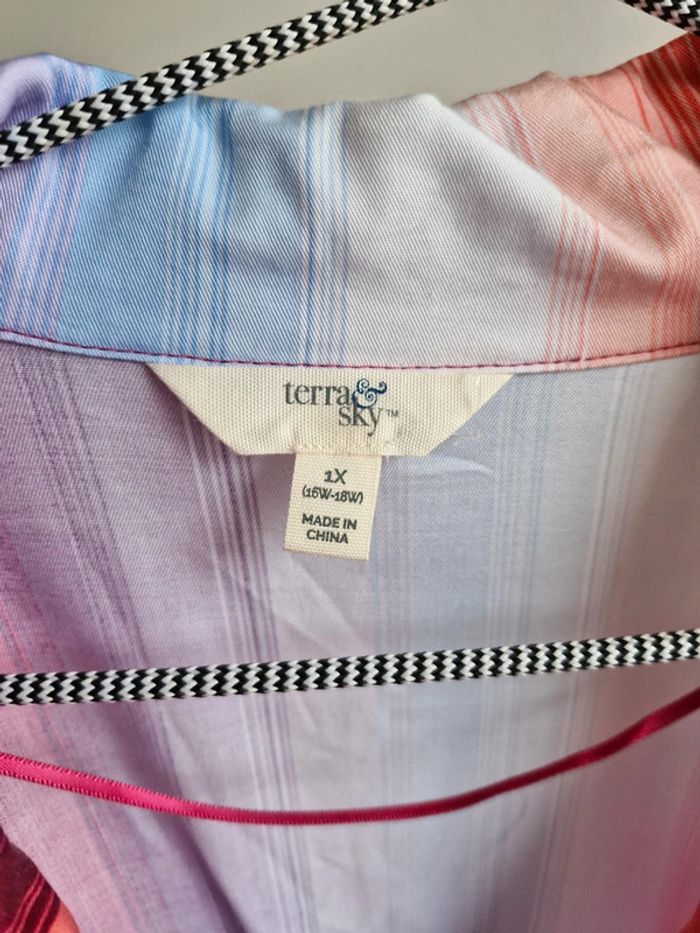 terra &
sky™
1X
(16W-18W)
MADE IN
CHINA